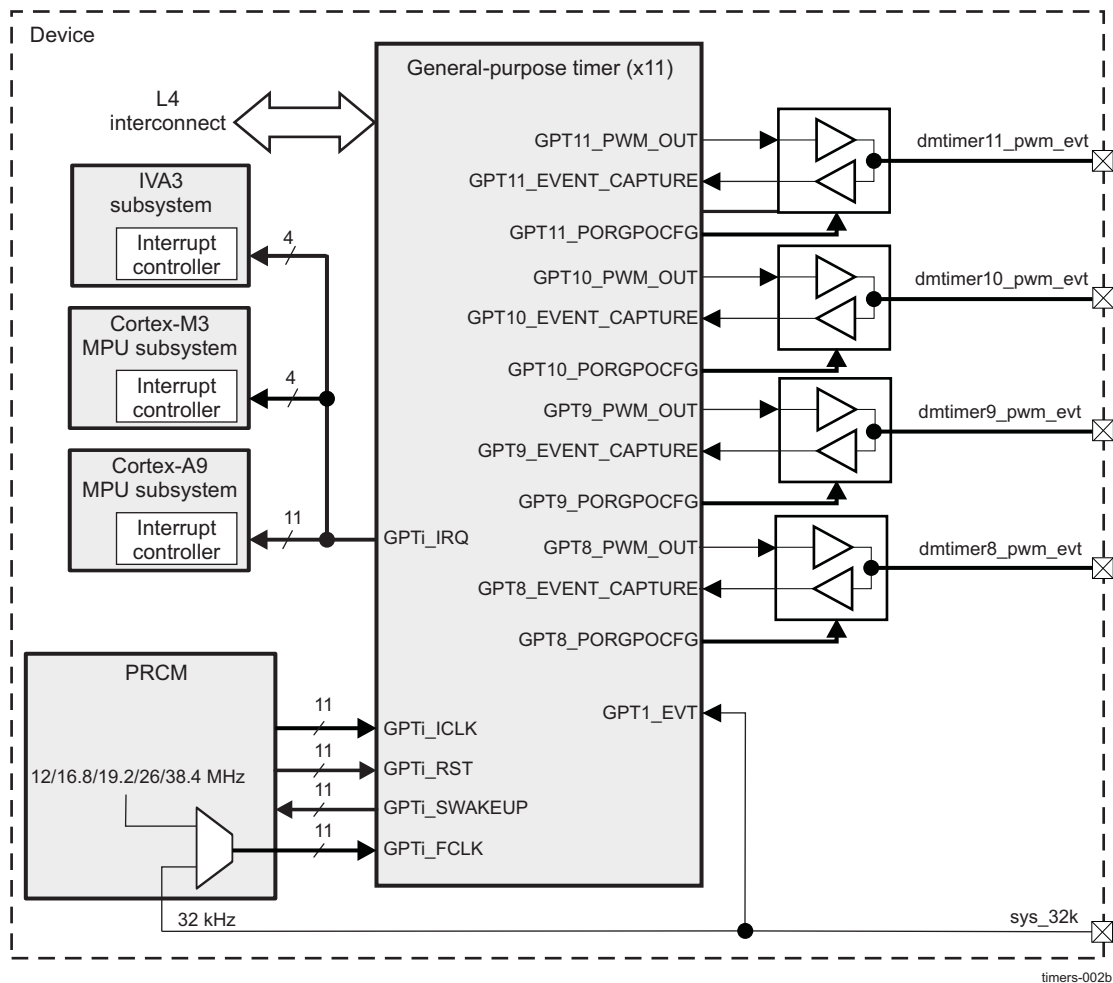 Device
General-purpose timer (x11)
L4
interconnect
IVA3
subsystem
Interrupt
controller
4
Cortex-M3
MPU subsystem
Interrupt
controller
4
Cortex-A9
MPU subsystem
Interrupt
controller
11
GPTi_IRQ
GPT11_PWM_OUT
GPT11_EVENT_CAPTURE
GPT11_PORGPOCFG
dmtimer11_pwm_evt
GPT10_PWM_OUT
GPT10_EVENT_CAPTURE
GPT10_PORGPOCFG
dmtimer10_pwm_evt
GPT9_PWM_OUT
GPT9_EVENT_CAPTURE
GPT9_PORGPOCFG
dmtimer9_pwm_evt
GPT8_PWM_OUT
GPT8_EVENT_CAPTURE
GPT8_PORGPOCFG
dmtimer8_pwm_evt
GPT1_EVT
PRCM
12/16.8/19.2/26/38.4 MHz
11
GPTi_ICLK
11
GPTi_RST
11
GPTi_SWAKEUP
11
GPTi_FCLK
32 kHz
sys_32k
timers-002b